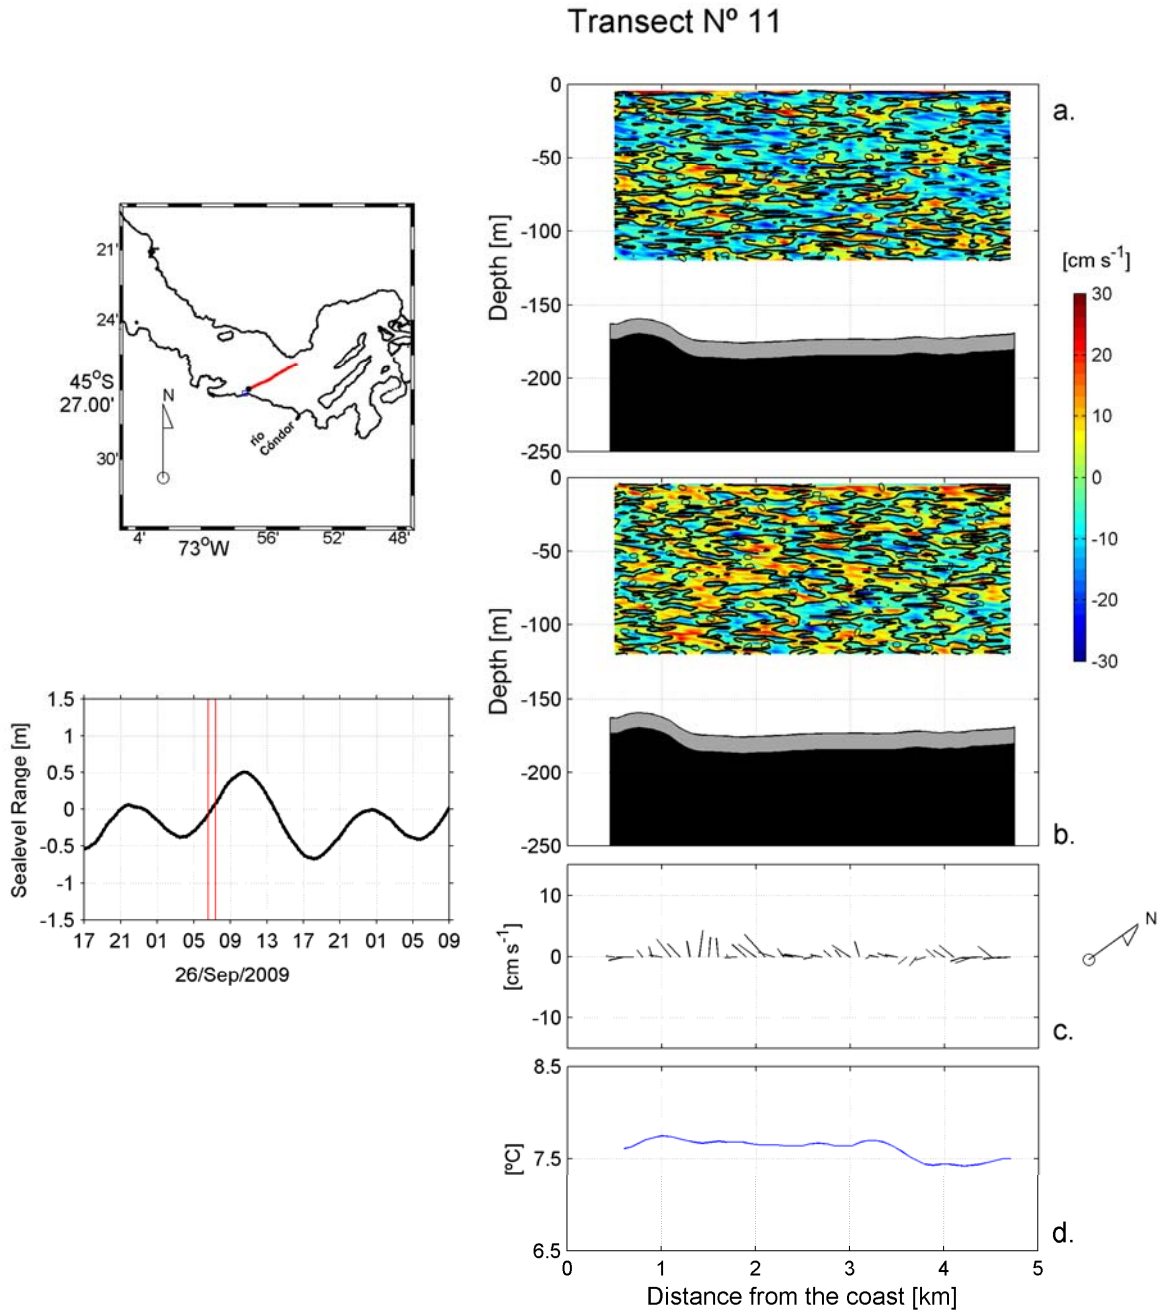 Transect Nº 11
0
-50
-100
-150
-200
-250
Depth [m]
a.
21'
24'
45°S
27.00'
30'
N
rio
Cóndor
4'
73°W
56'
52'
48'
[cm s⁻¹]
30
20
10
0
-10
-20
-30
0
-50
-100
-150
-200
-250
Depth [m]
b.
1.5
1
0.5
0
-0.5
-1
-1.5
Sealevel Range [m]
17 21 01 05 09 13 17 21 01 05 09
26/Sep/2009
10
0
-10
[cm s⁻¹]
N
c.
8.5
7.5
6.5
[ºC]
d.
0 1 2 3 4 5
Distance from the coast [km]